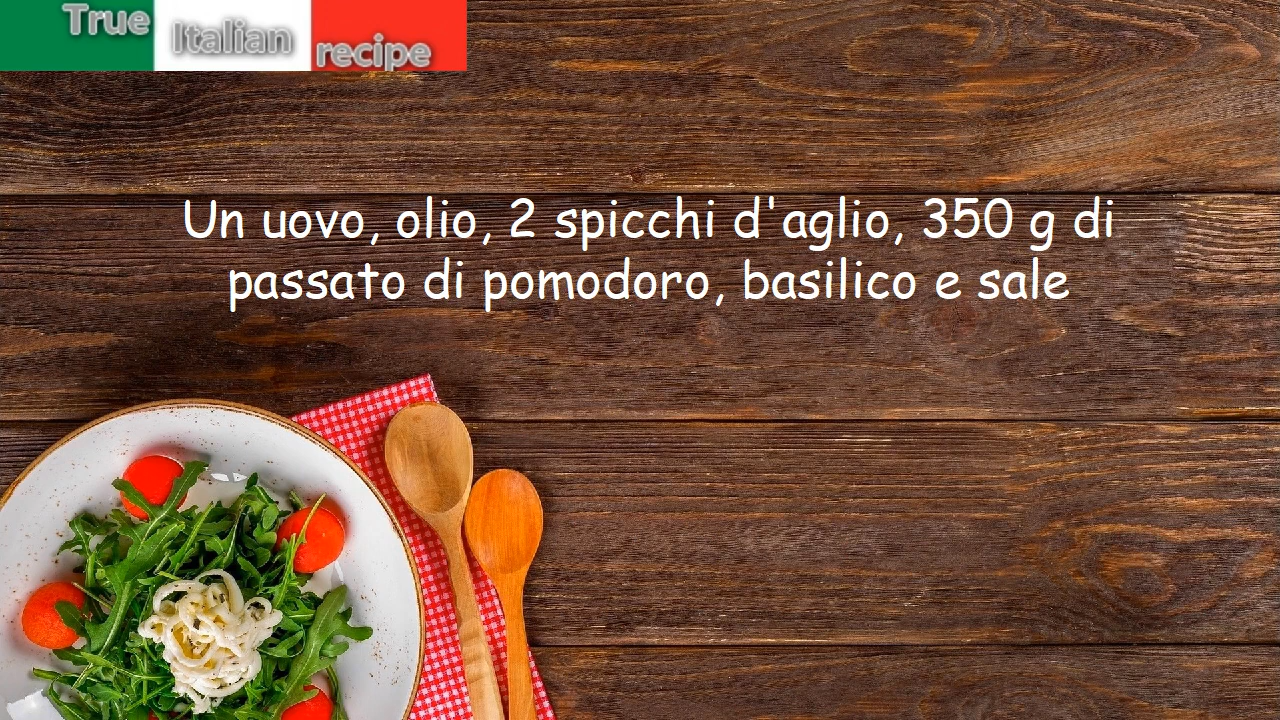 True Italian recipe
Un uovo, olio, 2 spicchi d'aglio, 350 g di
passato di pomodoro, basilico e sale